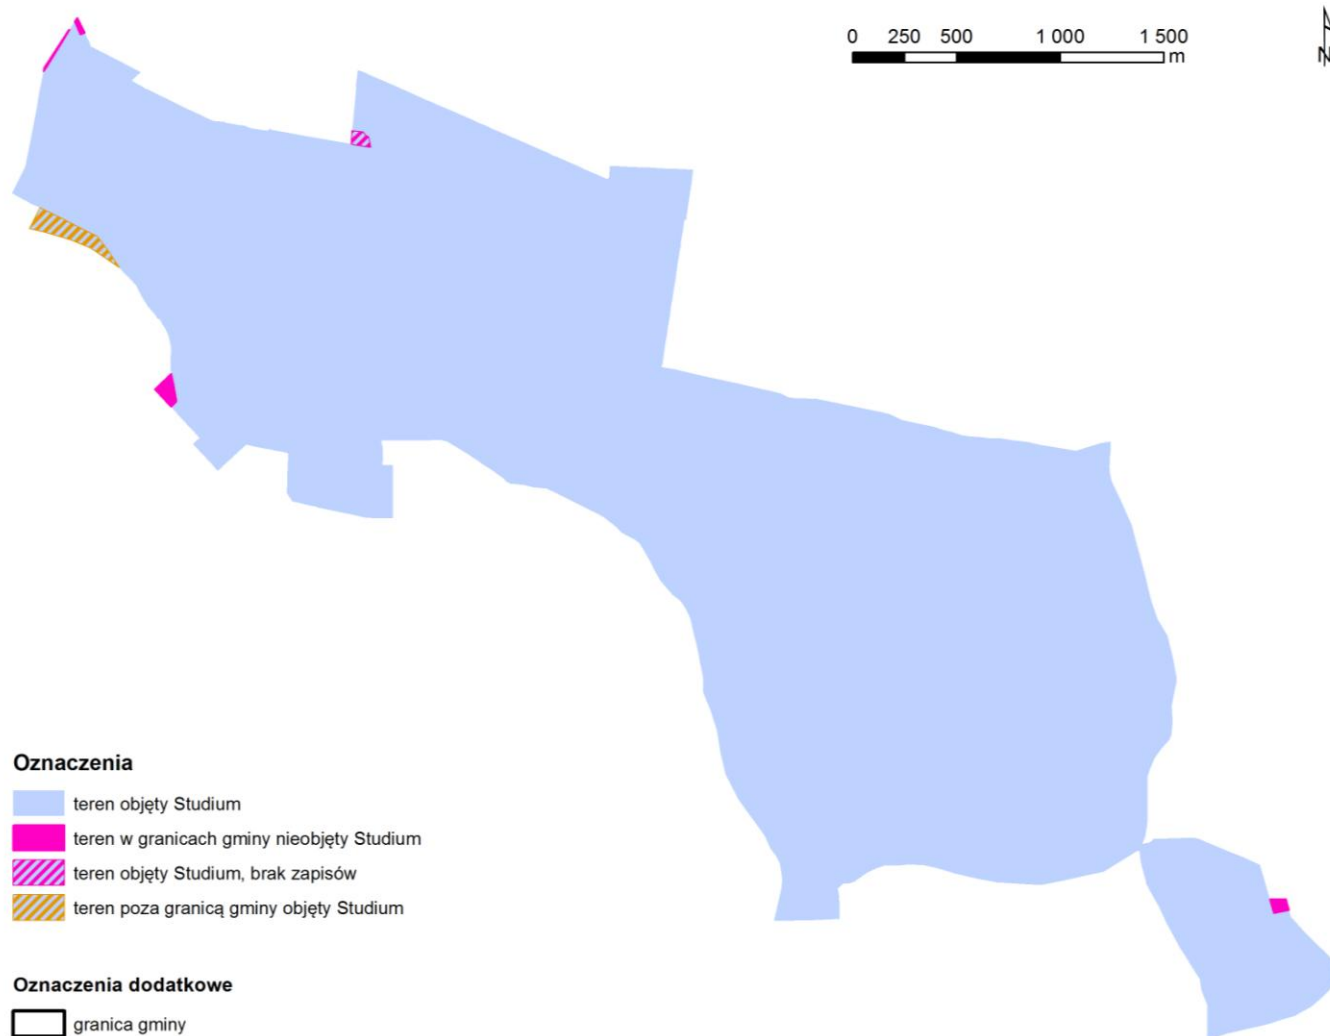 0 250 500 1 000 1 500
m
N
Oznaczenia
teren objęty Studium
teren w granicach gminy nieobjęty Studium
teren objęty Studium, brak zapisów
teren poza granicą gminy objęty Studium
Oznaczenia dodatkowe
granica gminy